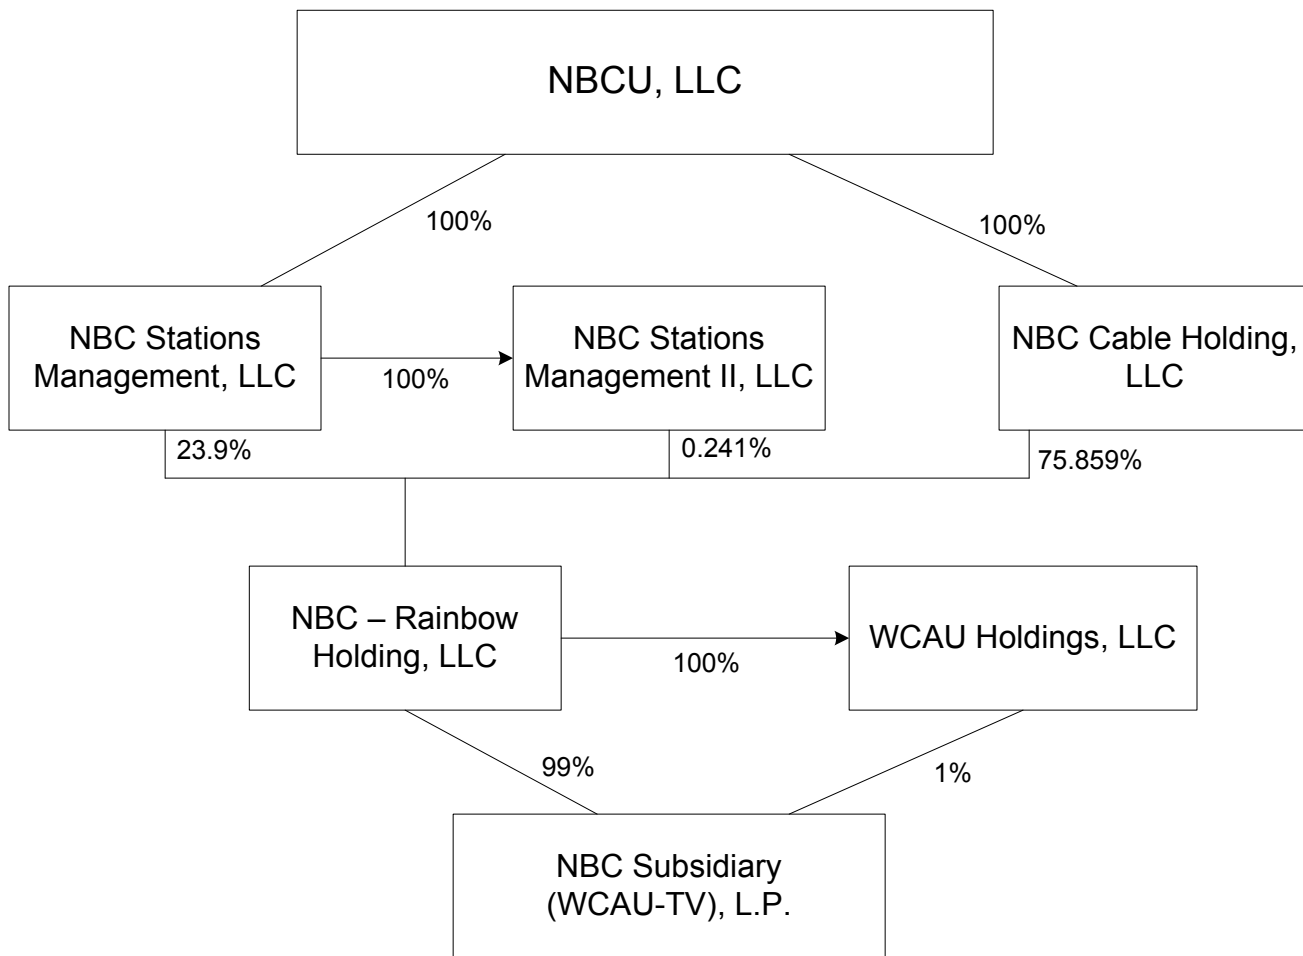 NBCU, LLC
100%
100%
NBC Stations
Management, LLC
100%
NBC Stations
Management II, LLC
NBC Cable Holding,
LLC
23.9%
0.241%
75.859%
NBC – Rainbow
Holding, LLC
100%
WCAU Holdings, LLC
99%
1%
NBC Subsidiary
(WCAU-TV), L.P.